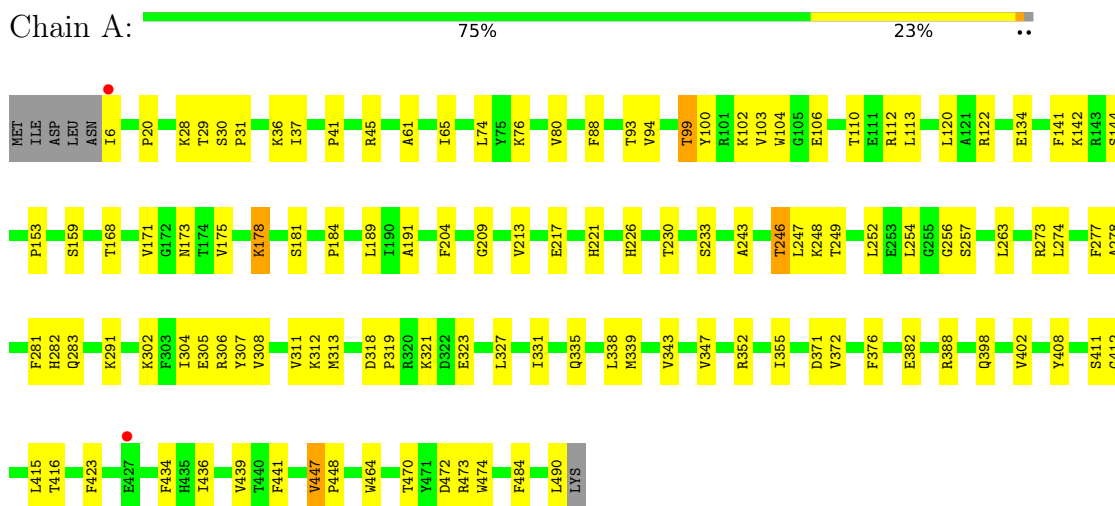 Chain A:
75% 23% ••
MET ILE ASP LEU ASN I6 P20 K28 T29 S30 P31 K36 I37 P41 R45 A61 I65 L74 Y75 K76 V80 F88 T93 V94 T99 Y100 R101 K102 V103 W104 G105 E106 T110 E111 R112 L113 L120 A121 R122 E134 F141 K142 R143 S144
P153 S159 T168 V171 G172 N173 T174 V175 K178 S181 P184 L189 I190 A191 F204 G209 V213 E217 H221 H226 T230 S233 A243 T246 L247 K248 T249 L252 E253 L254 G255 G256 S257 L263 R273 L274 F277 A278
F281 H282 Q283 K291 K302 F303 I304 E305 R306 Y307 V308 V311 K312 M313 D318 P319 R320 K321 D322 E323 L327 I331 Q335 L338 M339 V343 V347 R352 I355 D371 V372 F376 E382 R388 Q398 V402 Y408 S411 G412
L415 T416 F423 E427 F434 H435 I436 V439 T440 F441 V447 P448 W464 T470 Y471 D472 R473 W474 F484 L490 LYS